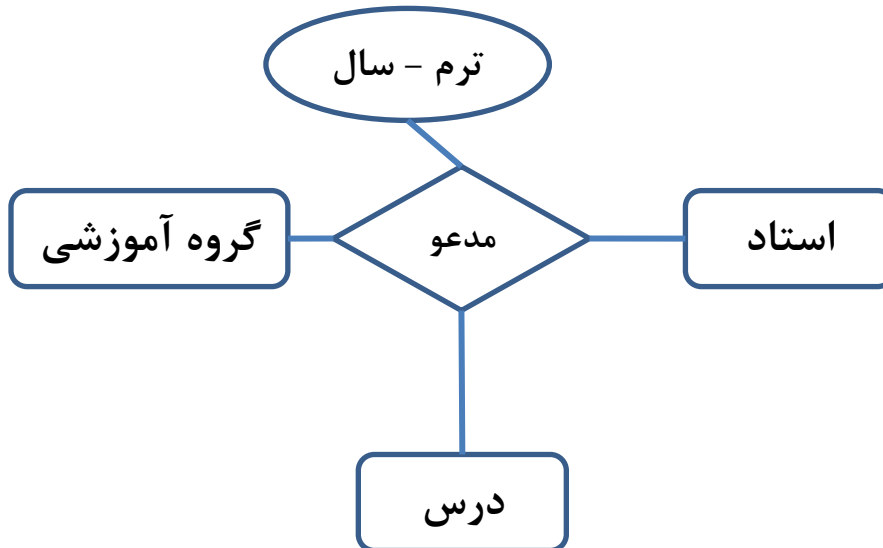 ترم - سال
استاد
مدعو
گروه آموزشی
درس